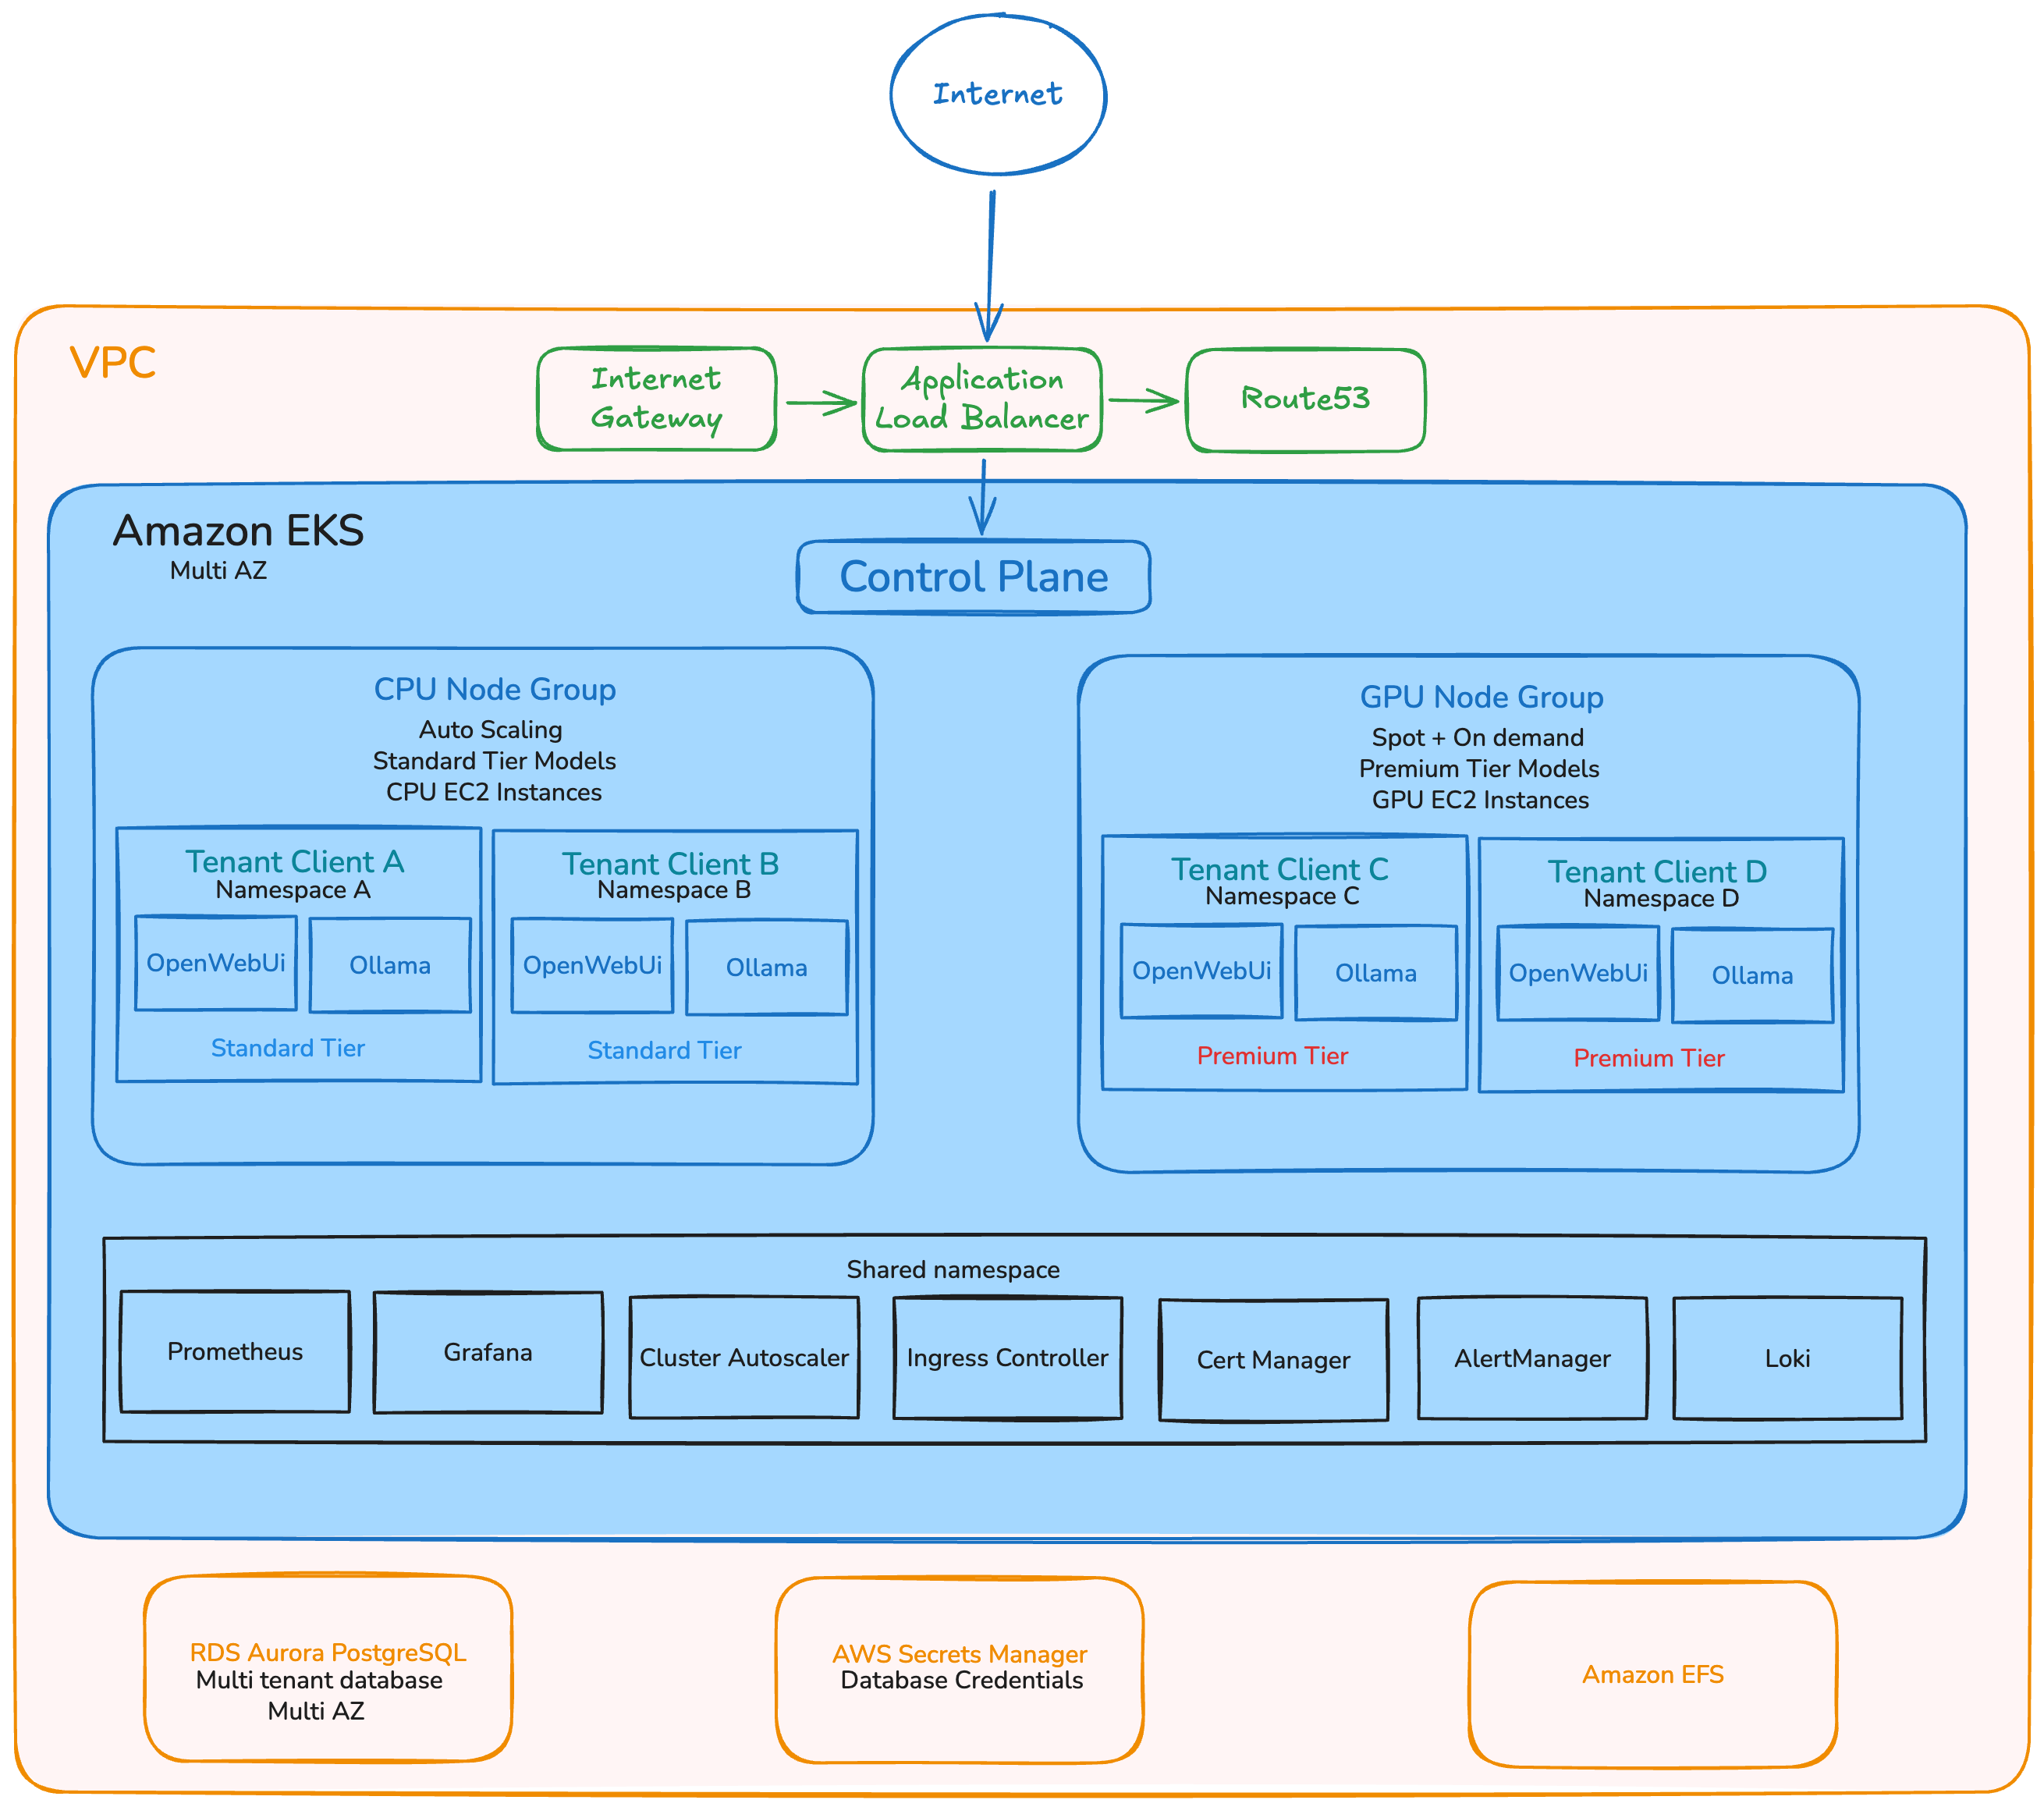 Internet
VPC
Internet
Gateway
Application
Load Balancer
Route53
Amazon EKS
Multi AZ
Control Plane
CPU Node Group
Auto Scaling
Standard Tier Models
CPU EC2 Instances
Tenant Client A
Namespace A
OpenWebUi
Ollama
Standard Tier
Tenant Client B
Namespace B
OpenWebUi
Ollama
Standard Tier
GPU Node Group
Spot + On demand
Premium Tier Models
GPU EC2 Instances
Tenant Client C
Namespace C
OpenWebUi
Ollama
Premium Tier
Tenant Client D
Namespace D
OpenWebUi
Ollama
Premium Tier
Shared namespace
Prometheus
Grafana
Cluster Autoscaler
Ingress Controller
Cert Manager
AlertManager
Loki
RDS Aurora PostgreSQL
Multi tenant database
Multi AZ
AWS Secrets Manager
Database Credentials
Amazon EFS